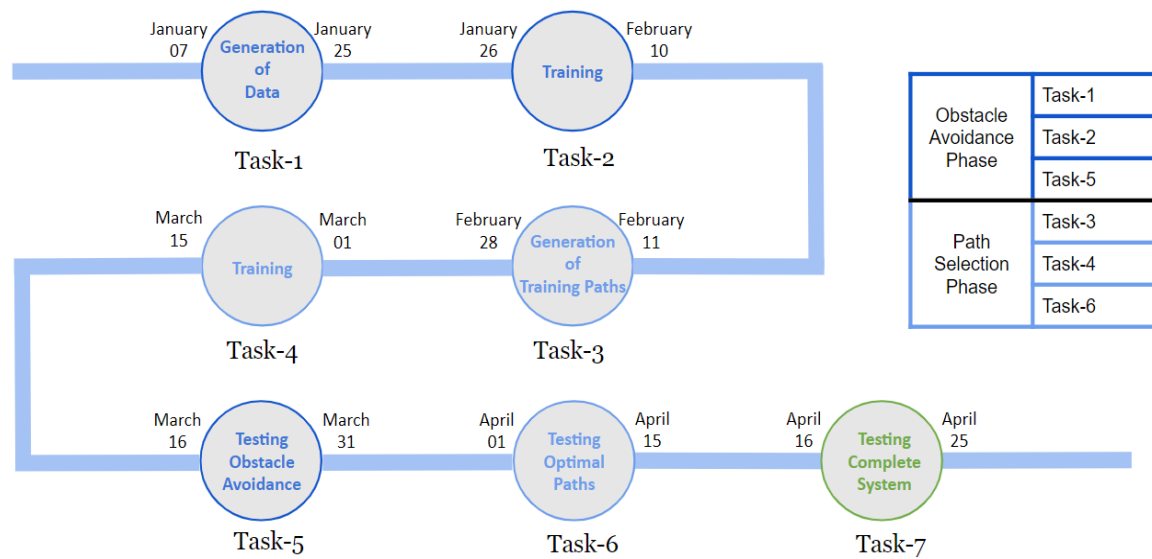 January
07
Generation
of
Data
January
25
Task-1
January
26
Training
February
10
Task-2
February
11
Generation
of
Training Paths
February
28
Task-3
March
01
Training
March
15
Task-4
March
16
Testing
Obstacle
Avoidance
March
31
Task-5
April
01
Testing
Optimal
Paths
April
15
Task-6
April
16
Testing
Complete
System
April
25
Task-7
Obstacle
Avoidance
Phase
Task-1
Task-2
Task-5
Path
Selection
Phase
Task-3
Task-4
Task-6